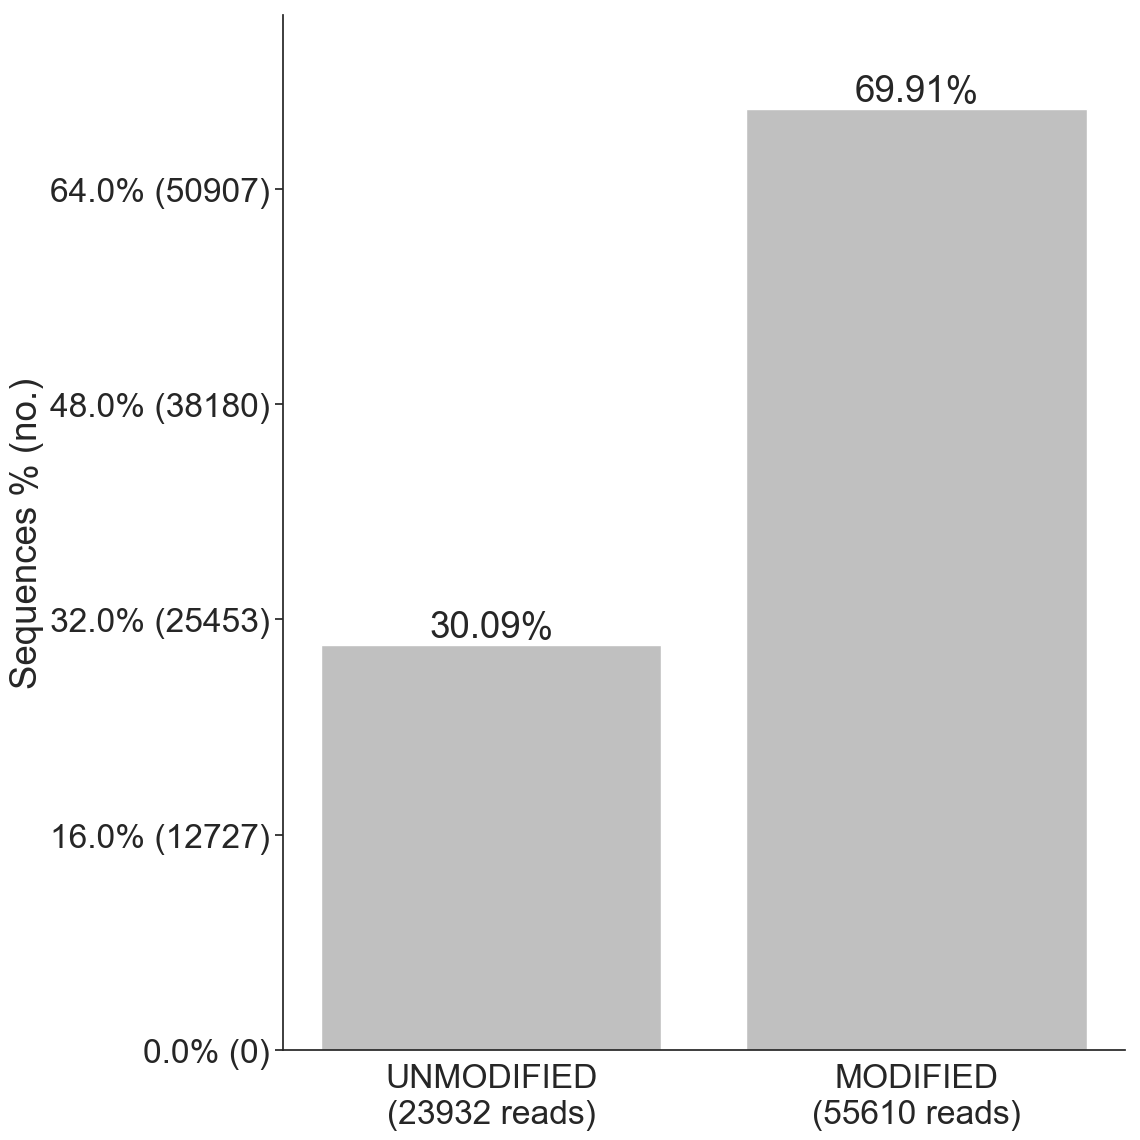 69.91%
64.0% (50907)
48.0% (38180)
Sequences % (no.)
32.0% (25453)
30.09%
16.0% (12727)
0.0% (0)
UNMODIFIED
(23932 reads)
MODIFIED
(55610 reads)